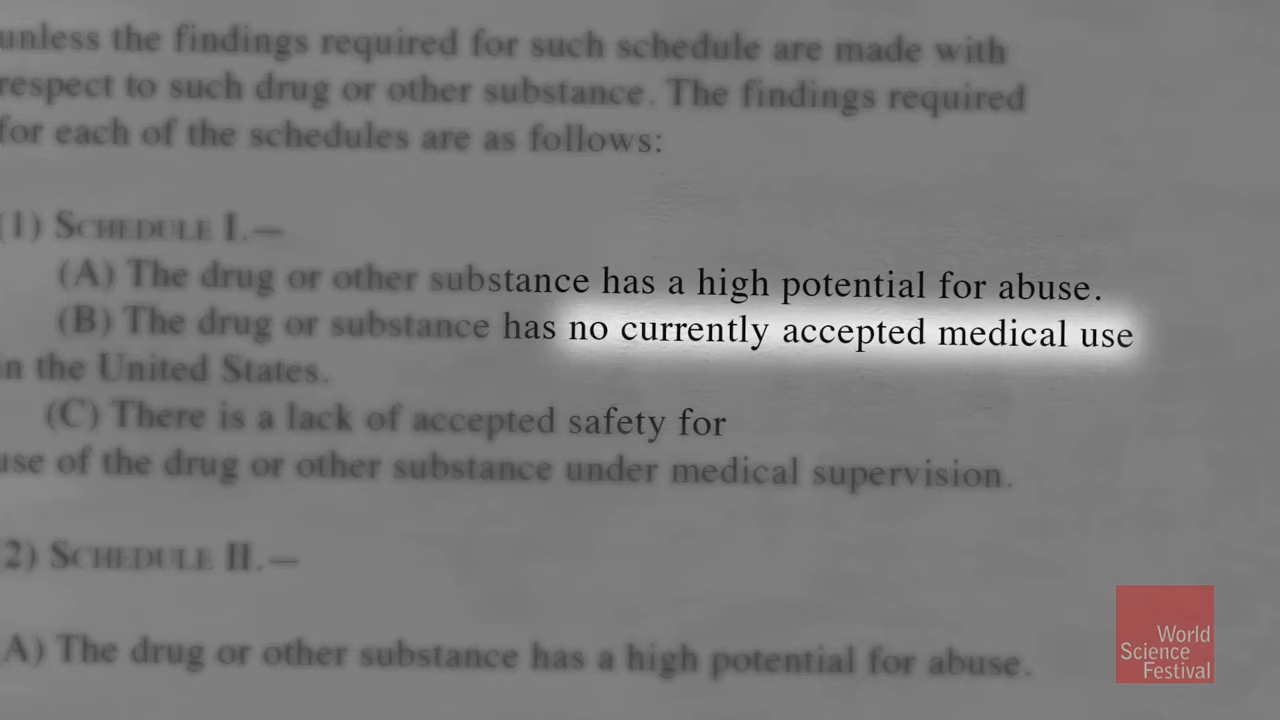 unless the findings required for such schedule are made with
respect to such drug or other substance. The findings required
for each of the schedules are as follows:
(1) SCHEDULE I.—
(A) The drug or other substance has a high potential for abuse.
(B) The drug or substance has no currently accepted medical use
in the United States.
(C) There is a lack of accepted safety for
use of the drug or other substance under medical supervision.
2) SCHEDULE II.—
A) The drug or other substance has a high potential for abuse.
World
Science
Festival